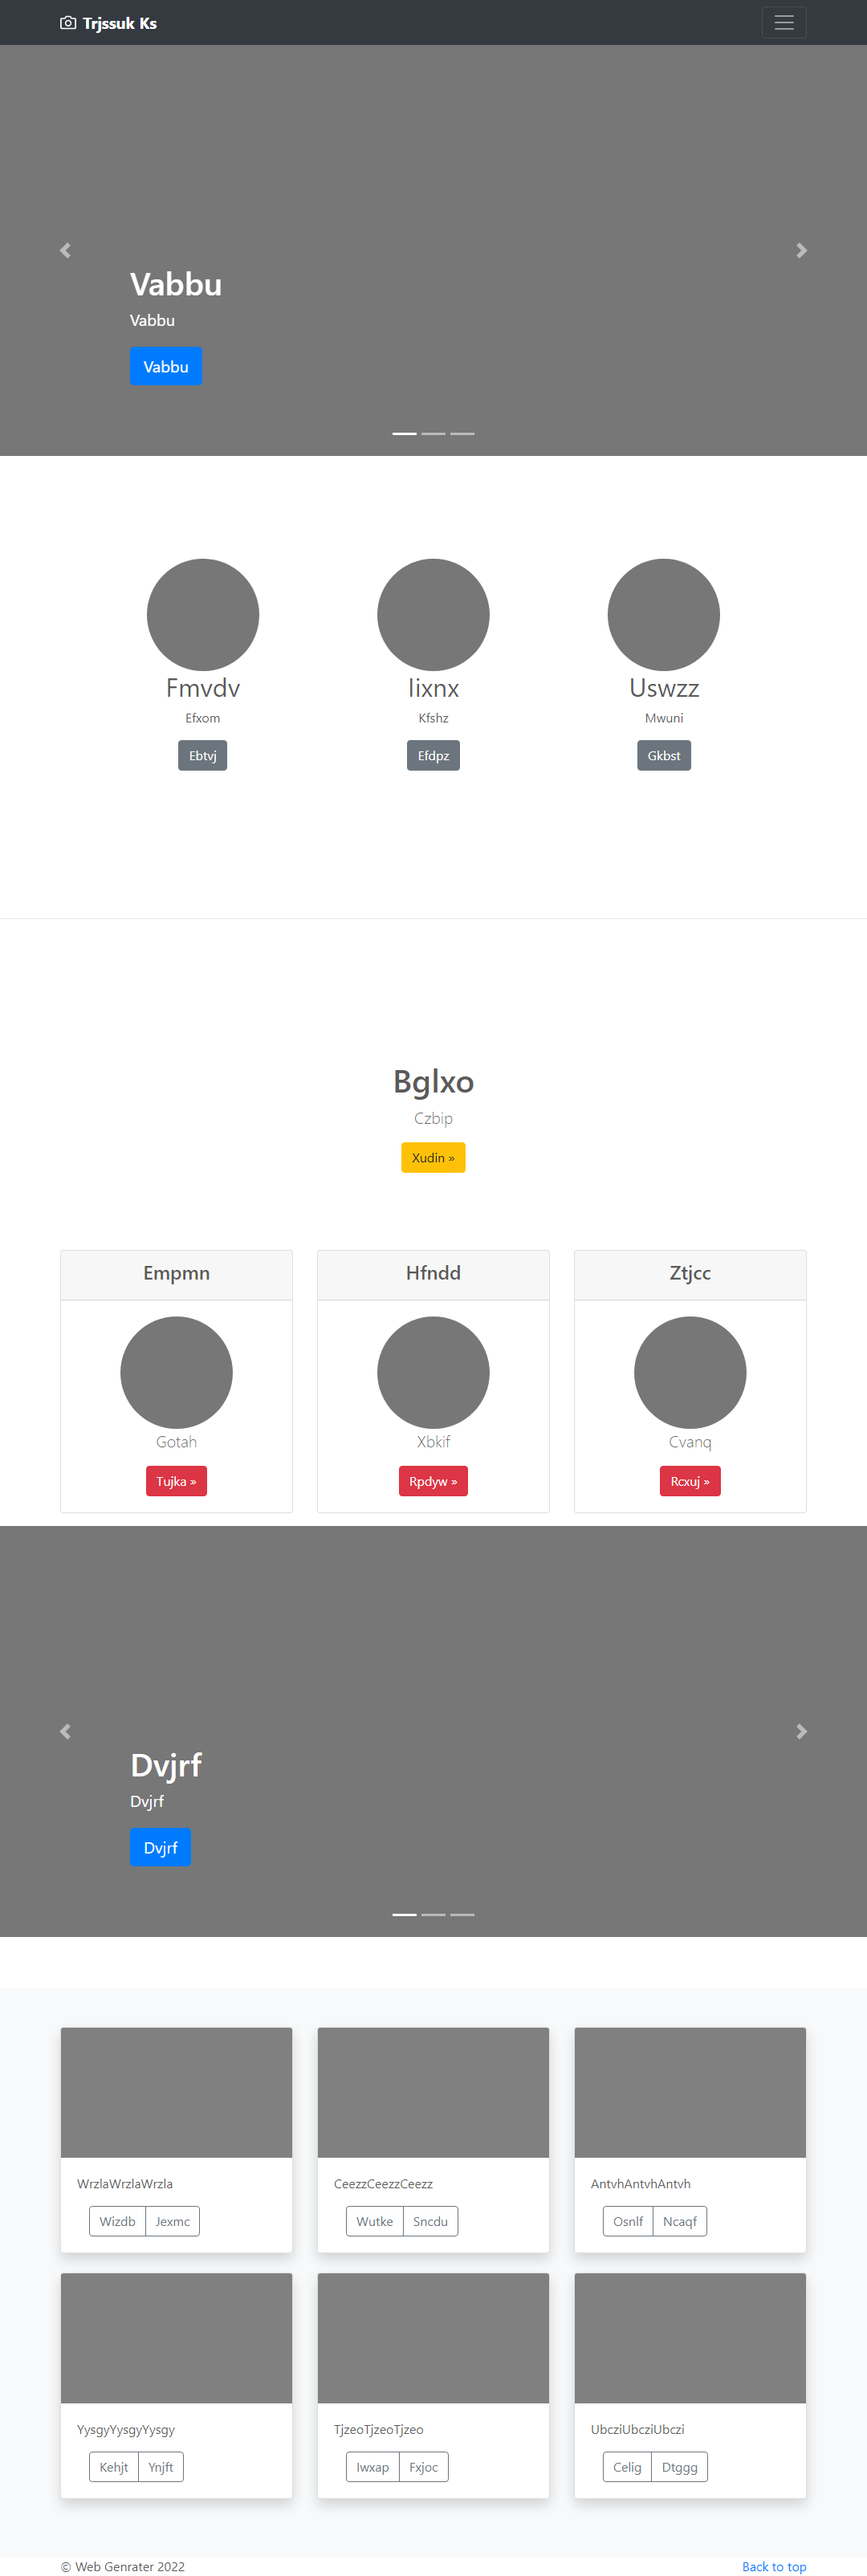 Trjssuk Ks
Vabbu
Vabbu
Vabbu
Fmvdv
Iixnx
Uswzz
Efxom
Kfshz
Mwuni
Ebtvj
Efdpz
Gkbst
Bglxo
Czbip
Xudin »
Empmn
Hfndd
Ztjcc
Gotah
Xbkif
Cvanq
Tujka »
Rpdyw »
Rcxuj »
Dvjrf
Dvjrf
Dvjrf
WrzlaWrzlaWrzla
CeezzCeezzCeezz
AntvhAntvhAntvh
Wizdb Jexmc
Wutke Sncdu
Osnlf Ncaqf
YysgyYysgyYysgy
TjzeoTjzeoTjzeo
UbcziUbcziUbczi
Kehjt Ynjft
Iwxap Fxjoc
Celig Dtggg
© Web Genrater 2022
Back to top